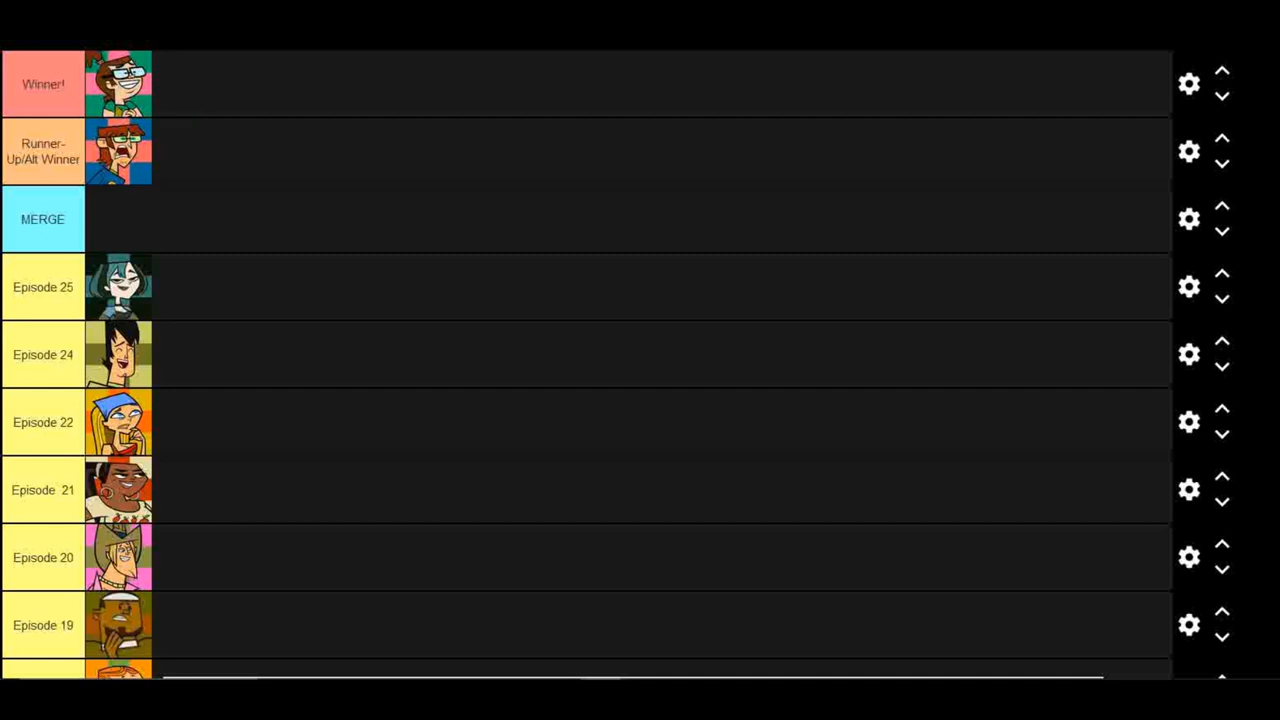 Winner!
Runner-
Up/Alt Winner
MERGE
Episode 25
Episode 24
Episode 22
Episode 21
Episode 20
Episode 19